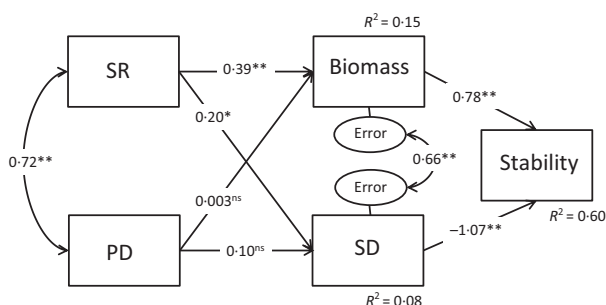 R² = 0·15
SR
0·39**
Biomass
0·20*
0·78**
Error
0·72**
0·66**
Stability
Error
0·003ⁿˢ
R² = 0·60
PD
0·10ⁿˢ
SD
–1·07**
R² = 0·08